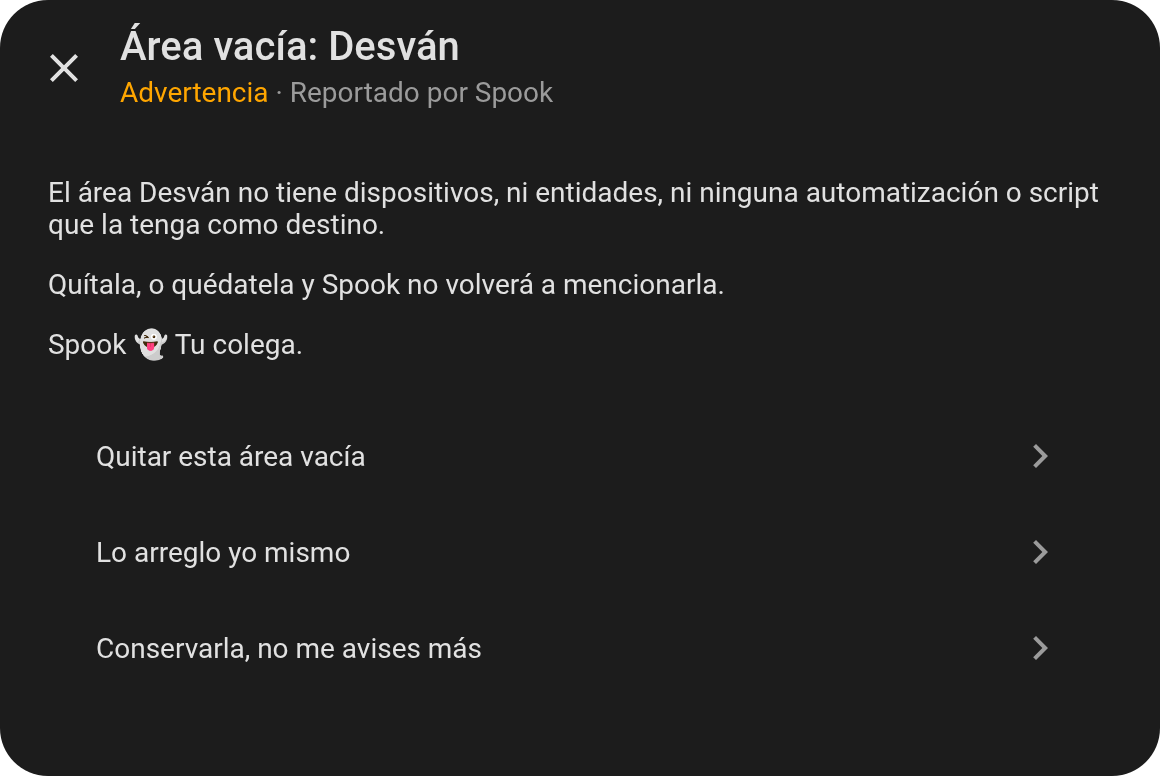 Área vacía: Desván
Advertencia · Reportado por Spook
El área Desván no tiene dispositivos, ni entidades, ni ninguna automatización o script
que la tenga como destino.
Quítala, o quédatela y Spook no volverá a mencionarla.
Spook 👻 Tu colega.
Quitar esta área vacía
Lo arreglo yo mismo
Conservarla, no me avises más